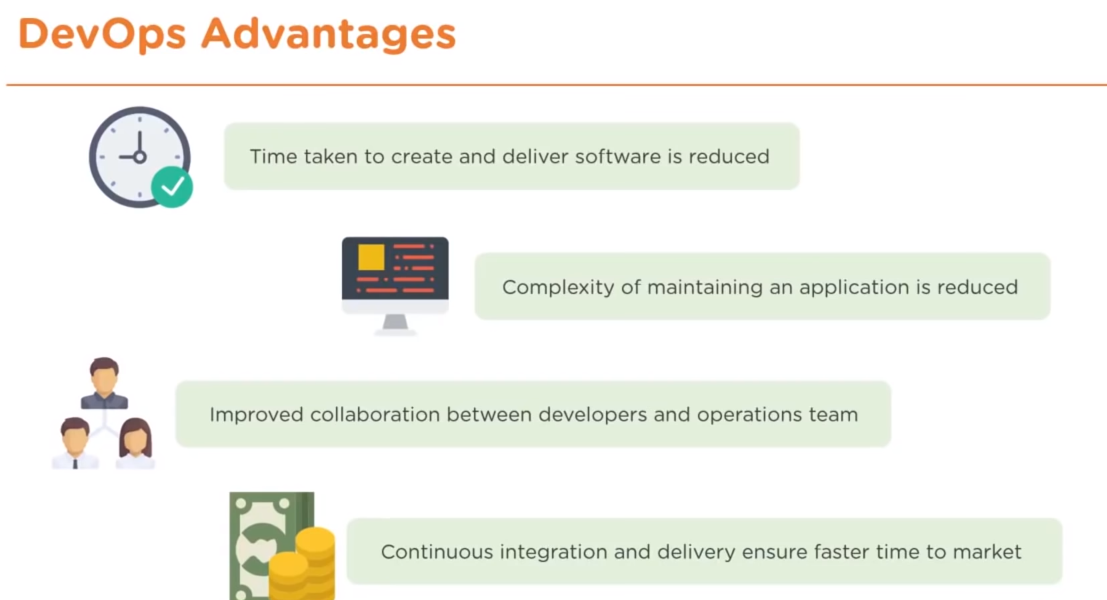 DevOps Advantages
Time taken to create and deliver software is reduced
Complexity of maintaining an application is reduced
Improved collaboration between developers and operations team
Continuous integration and delivery ensure faster time to market